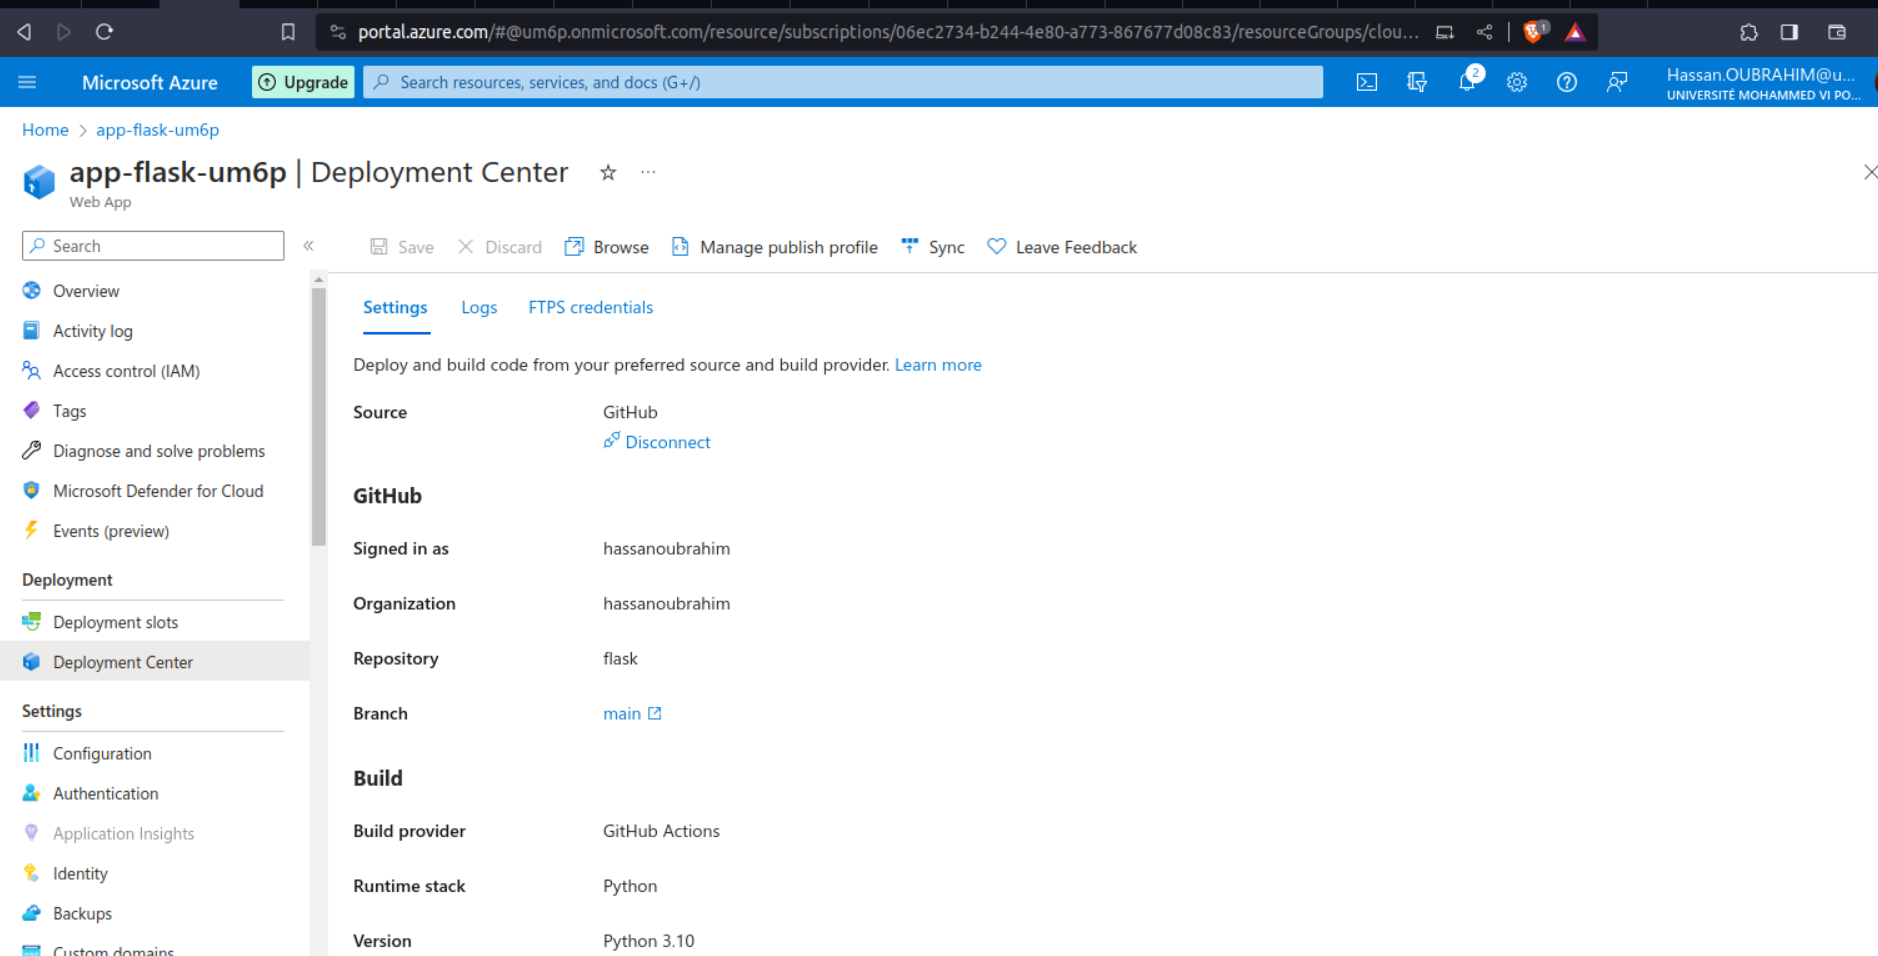 portal.azure.com/#@um6p.onmicrosoft.com/resource/subscriptions/06ec2734-b244-4e80-a773-867677d08c83/resourceGroups/clou...
1
Microsoft Azure
Upgrade
Search resources, services, and docs (G+/)
2
Hassan.OUBRAHIM@u...
UNIVERSITÉ MOHAMMED VI PO...
Home > app-flask-um6p
app-flask-um6p | Deployment Center
Web App
Search
Save
Discard
Browse
Manage publish profile
Sync
Leave Feedback
Overview
Activity log
Access control (IAM)
Tags
Diagnose and solve problems
Microsoft Defender for Cloud
Events (preview)
Deployment
Deployment slots
Deployment Center
Settings
Configuration
Authentication
Application Insights
Identity
Backups
Custom domains
Settings
Logs
FTPS credentials
Deploy and build code from your preferred source and build provider. Learn more
Source GitHub
Disconnect
GitHub
Signed in as hassanoubrahim
Organization hassanoubrahim
Repository flask
Branch main
Build
Build provider GitHub Actions
Runtime stack Python
Version Python 3.10